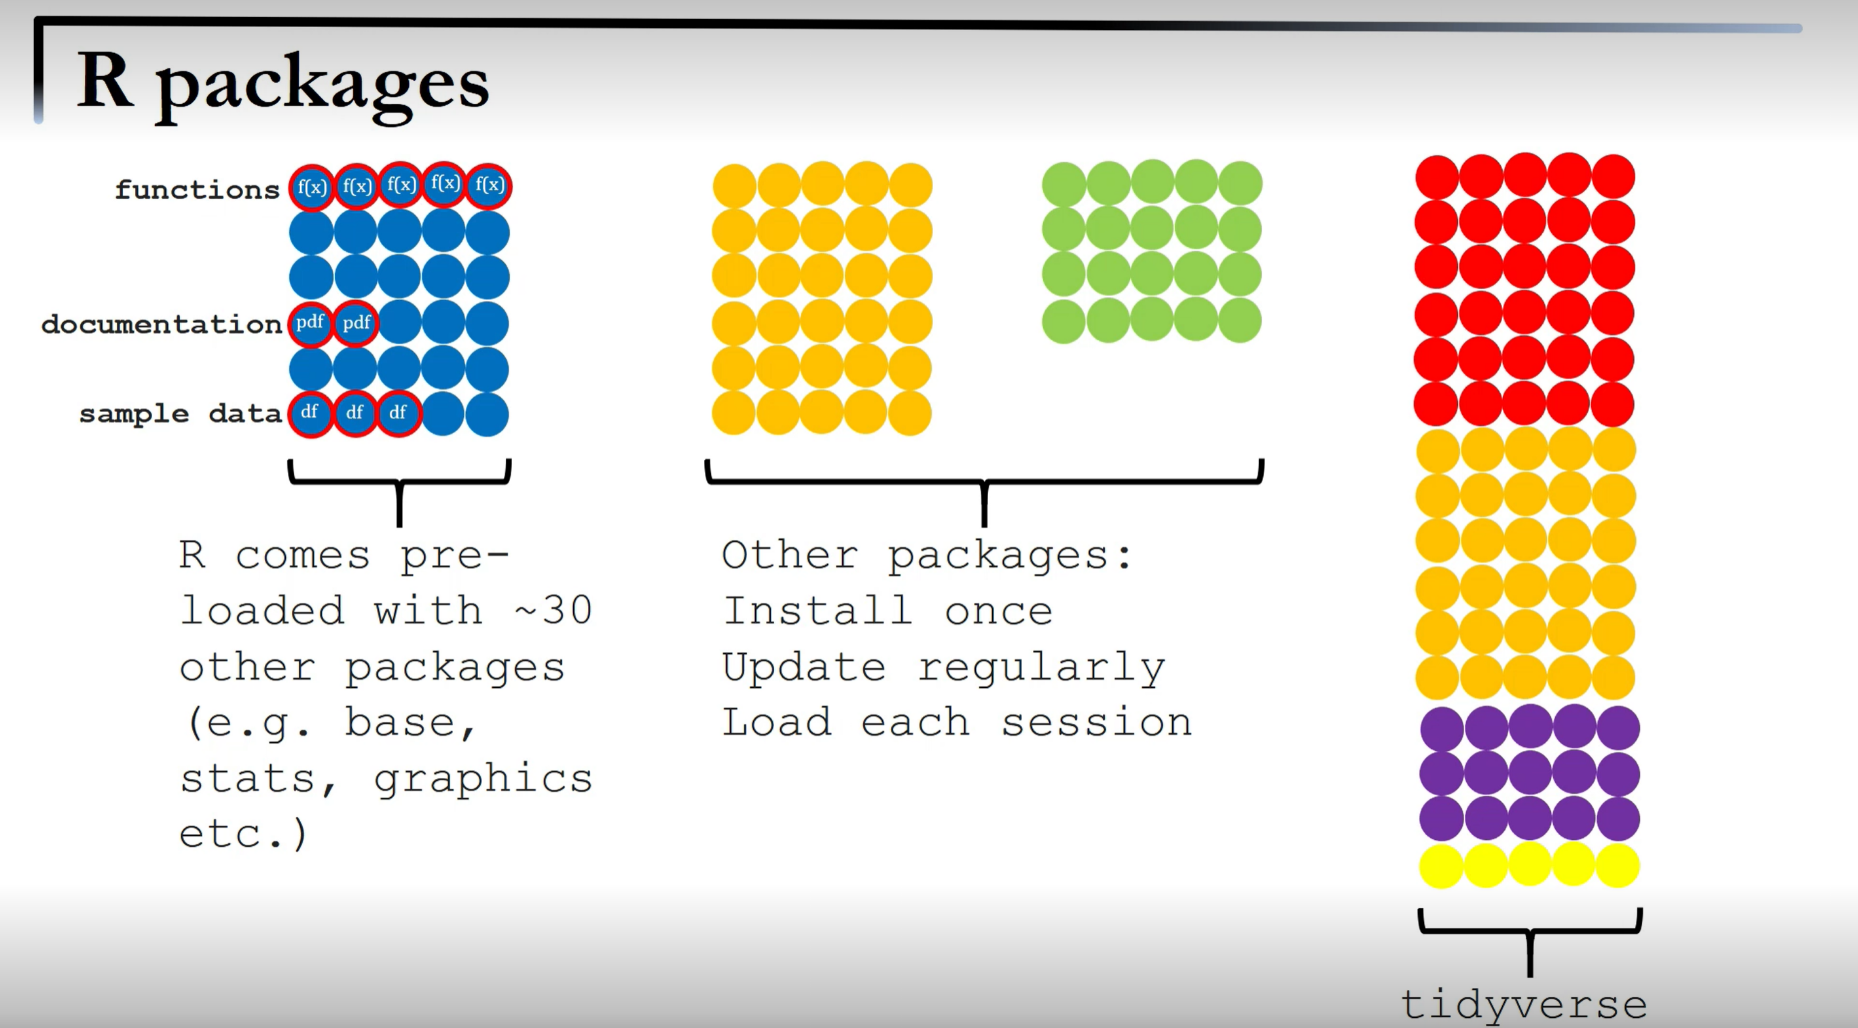 R packages
functions
f(x) f(x) f(x) f(x) f(x)
documentation
pdf pdf
sample data
df df df
R comes pre-
loaded with ~30
other packages
(e.g. base,
stats, graphics
etc.)
Other packages:
Install once
Update regularly
Load each session
tidyverse